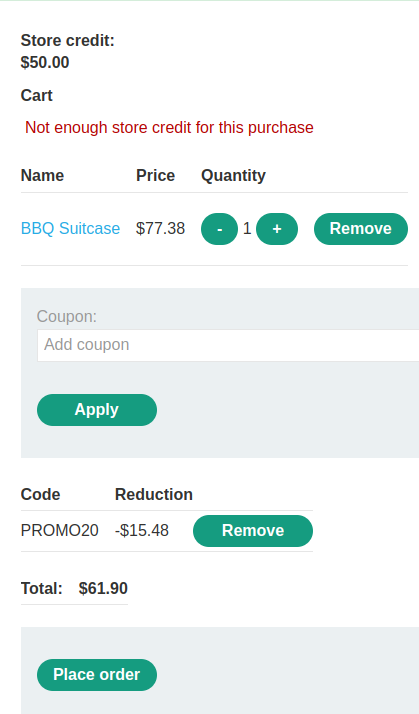 Store credit:
$50.00
Cart
Not enough store credit for this purchase
Name Price Quantity
BBQ Suitcase $77.38 - 1 + Remove
Coupon:
Add coupon
Apply
Code Reduction
PROMO20 -$15.48 Remove
Total: $61.90
Place order